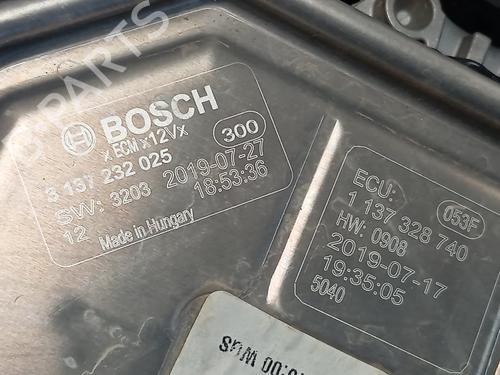 BOSCH
x ECM x12Vx
300
3 137 232 025
2019-07-27
SW: 3203
18:53:36
12
Made in Hungary
ECU:
053F
1 137 328 740
HW: 0908
2019-07-17
19:35:05
5040
PARTS